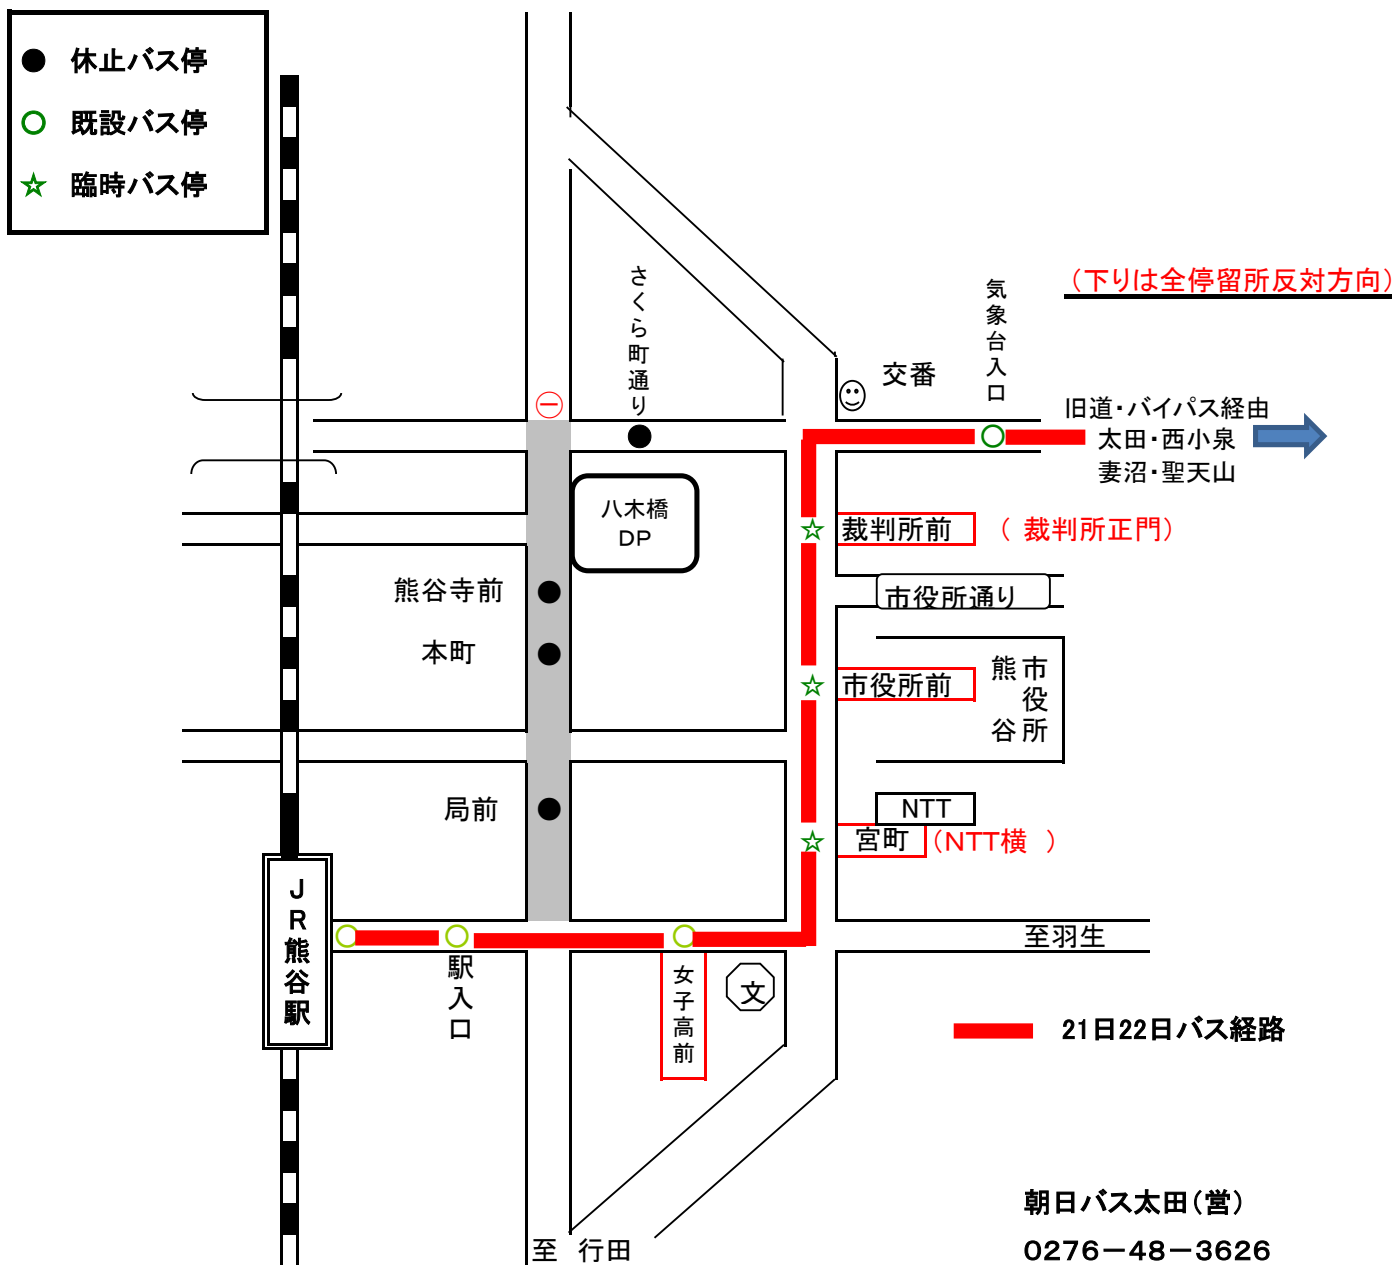 休止バス停
既設バス停
臨時バス停
さくら町通り
気象台入口
（下りは全停留所反対方向）
交番
旧道・バイパス経由
太田・西小泉
妻沼・聖天山
八木橋
DP
裁判所前
（ 裁判所正門）
熊谷寺前
市役所通り
本町
市役所前
熊谷
市役所
局前
NTT
宮町
（NTT横 ）
JR熊谷駅
駅入口
女子高前
文
至羽生
21日22日バス経路
朝日バス太田（営）
至 行田
0276－48－3626